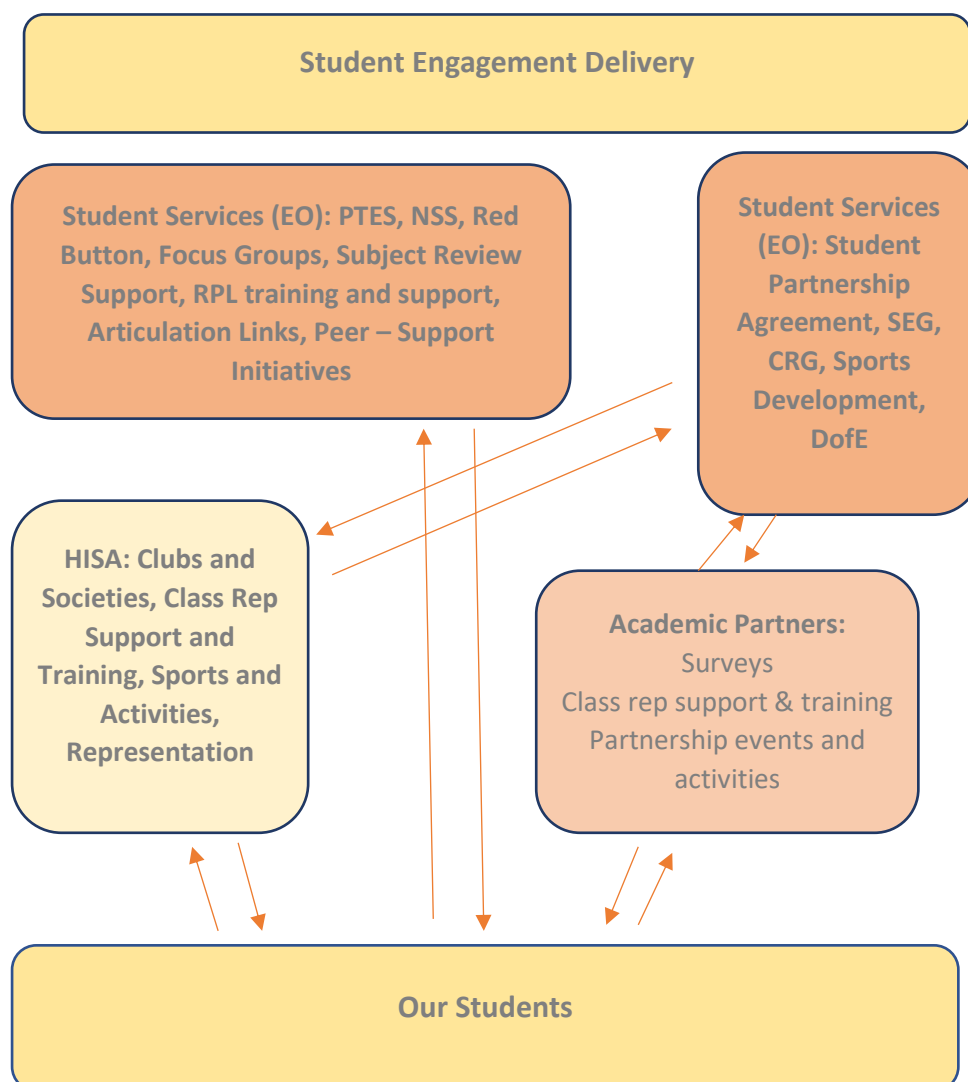 Student Engagement Delivery
Student Services (EO): PTES, NSS, Red
Button, Focus Groups, Subject Review
Support, RPL training and support,
Articulation Links, Peer – Support
Initiatives
Student Services
(EO): Student
Partnership
Agreement, SEG,
CRG, Sports
Development,
DofE
HISA: Clubs and
Societies, Class Rep
Support and
Training, Sports and
Activities,
Representation
Academic Partners:
Surveys
Class rep support & training
Partnership events and
activities
Our Students